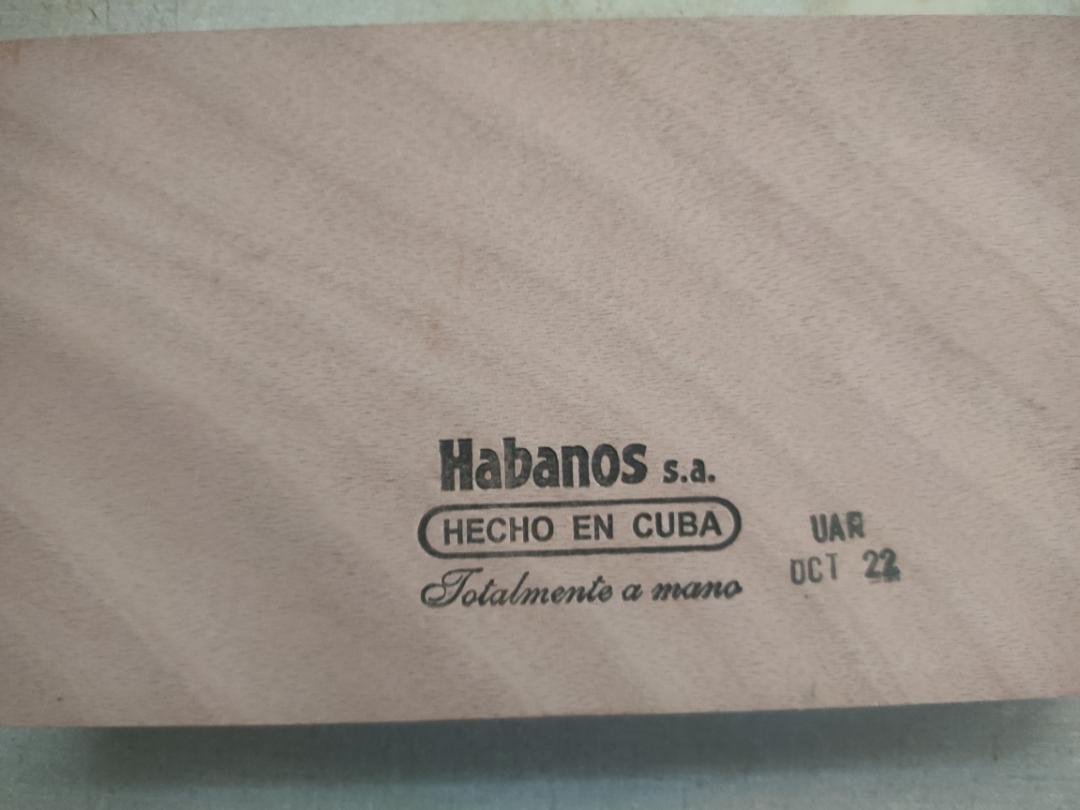 Habanos s.a.
HECHO EN CUBA
Totalmente a mano
UAR
OCT 22